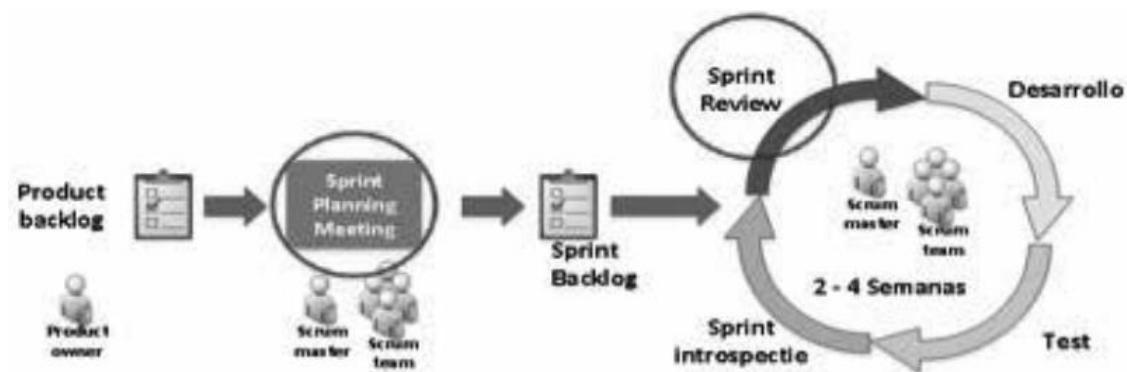 Product
backlog
Product
owner
Sprint
Planning
Meeting
Scrum
master
Scrum
team
Sprint
Backlog
Sprint
Review
Desarrollo
Scrum
master
Scrum
team
2 - 4 Semanas
Sprint
introspectie
Test